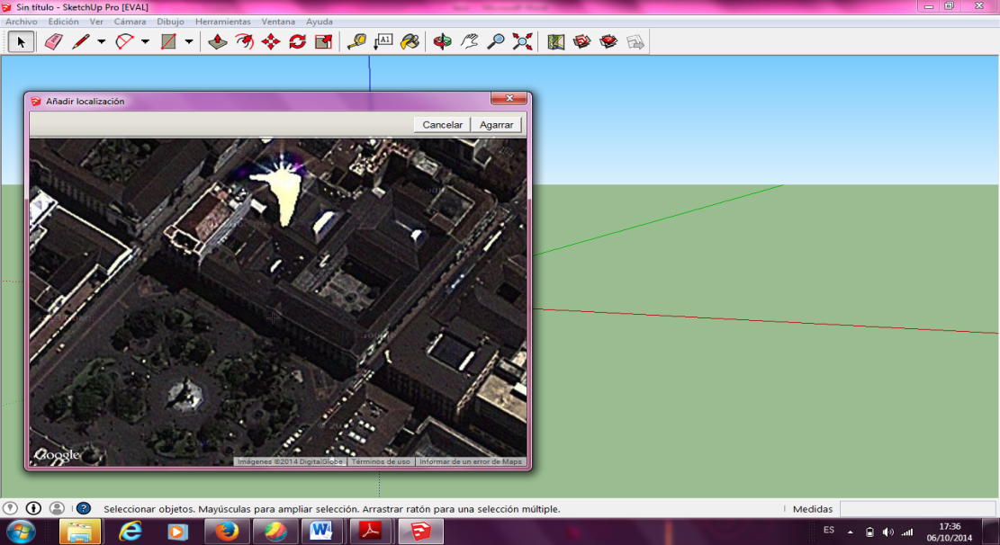 Sin título - SketchUp Pro [EVAL]
Archivo Edición Ver Cámara Dibujo Herramientas Ventana Ayuda
A1
Añadir localización
Cancelar Agarrar
Google
Imágenes ©2014 DigitalGlobe Términos de uso Informar de un error de Maps
Seleccionar objetos. Mayúsculas para ampliar selección. Arrastrar ratón para una selección múltiple. Medidas
ES
17:36
06/10/2014